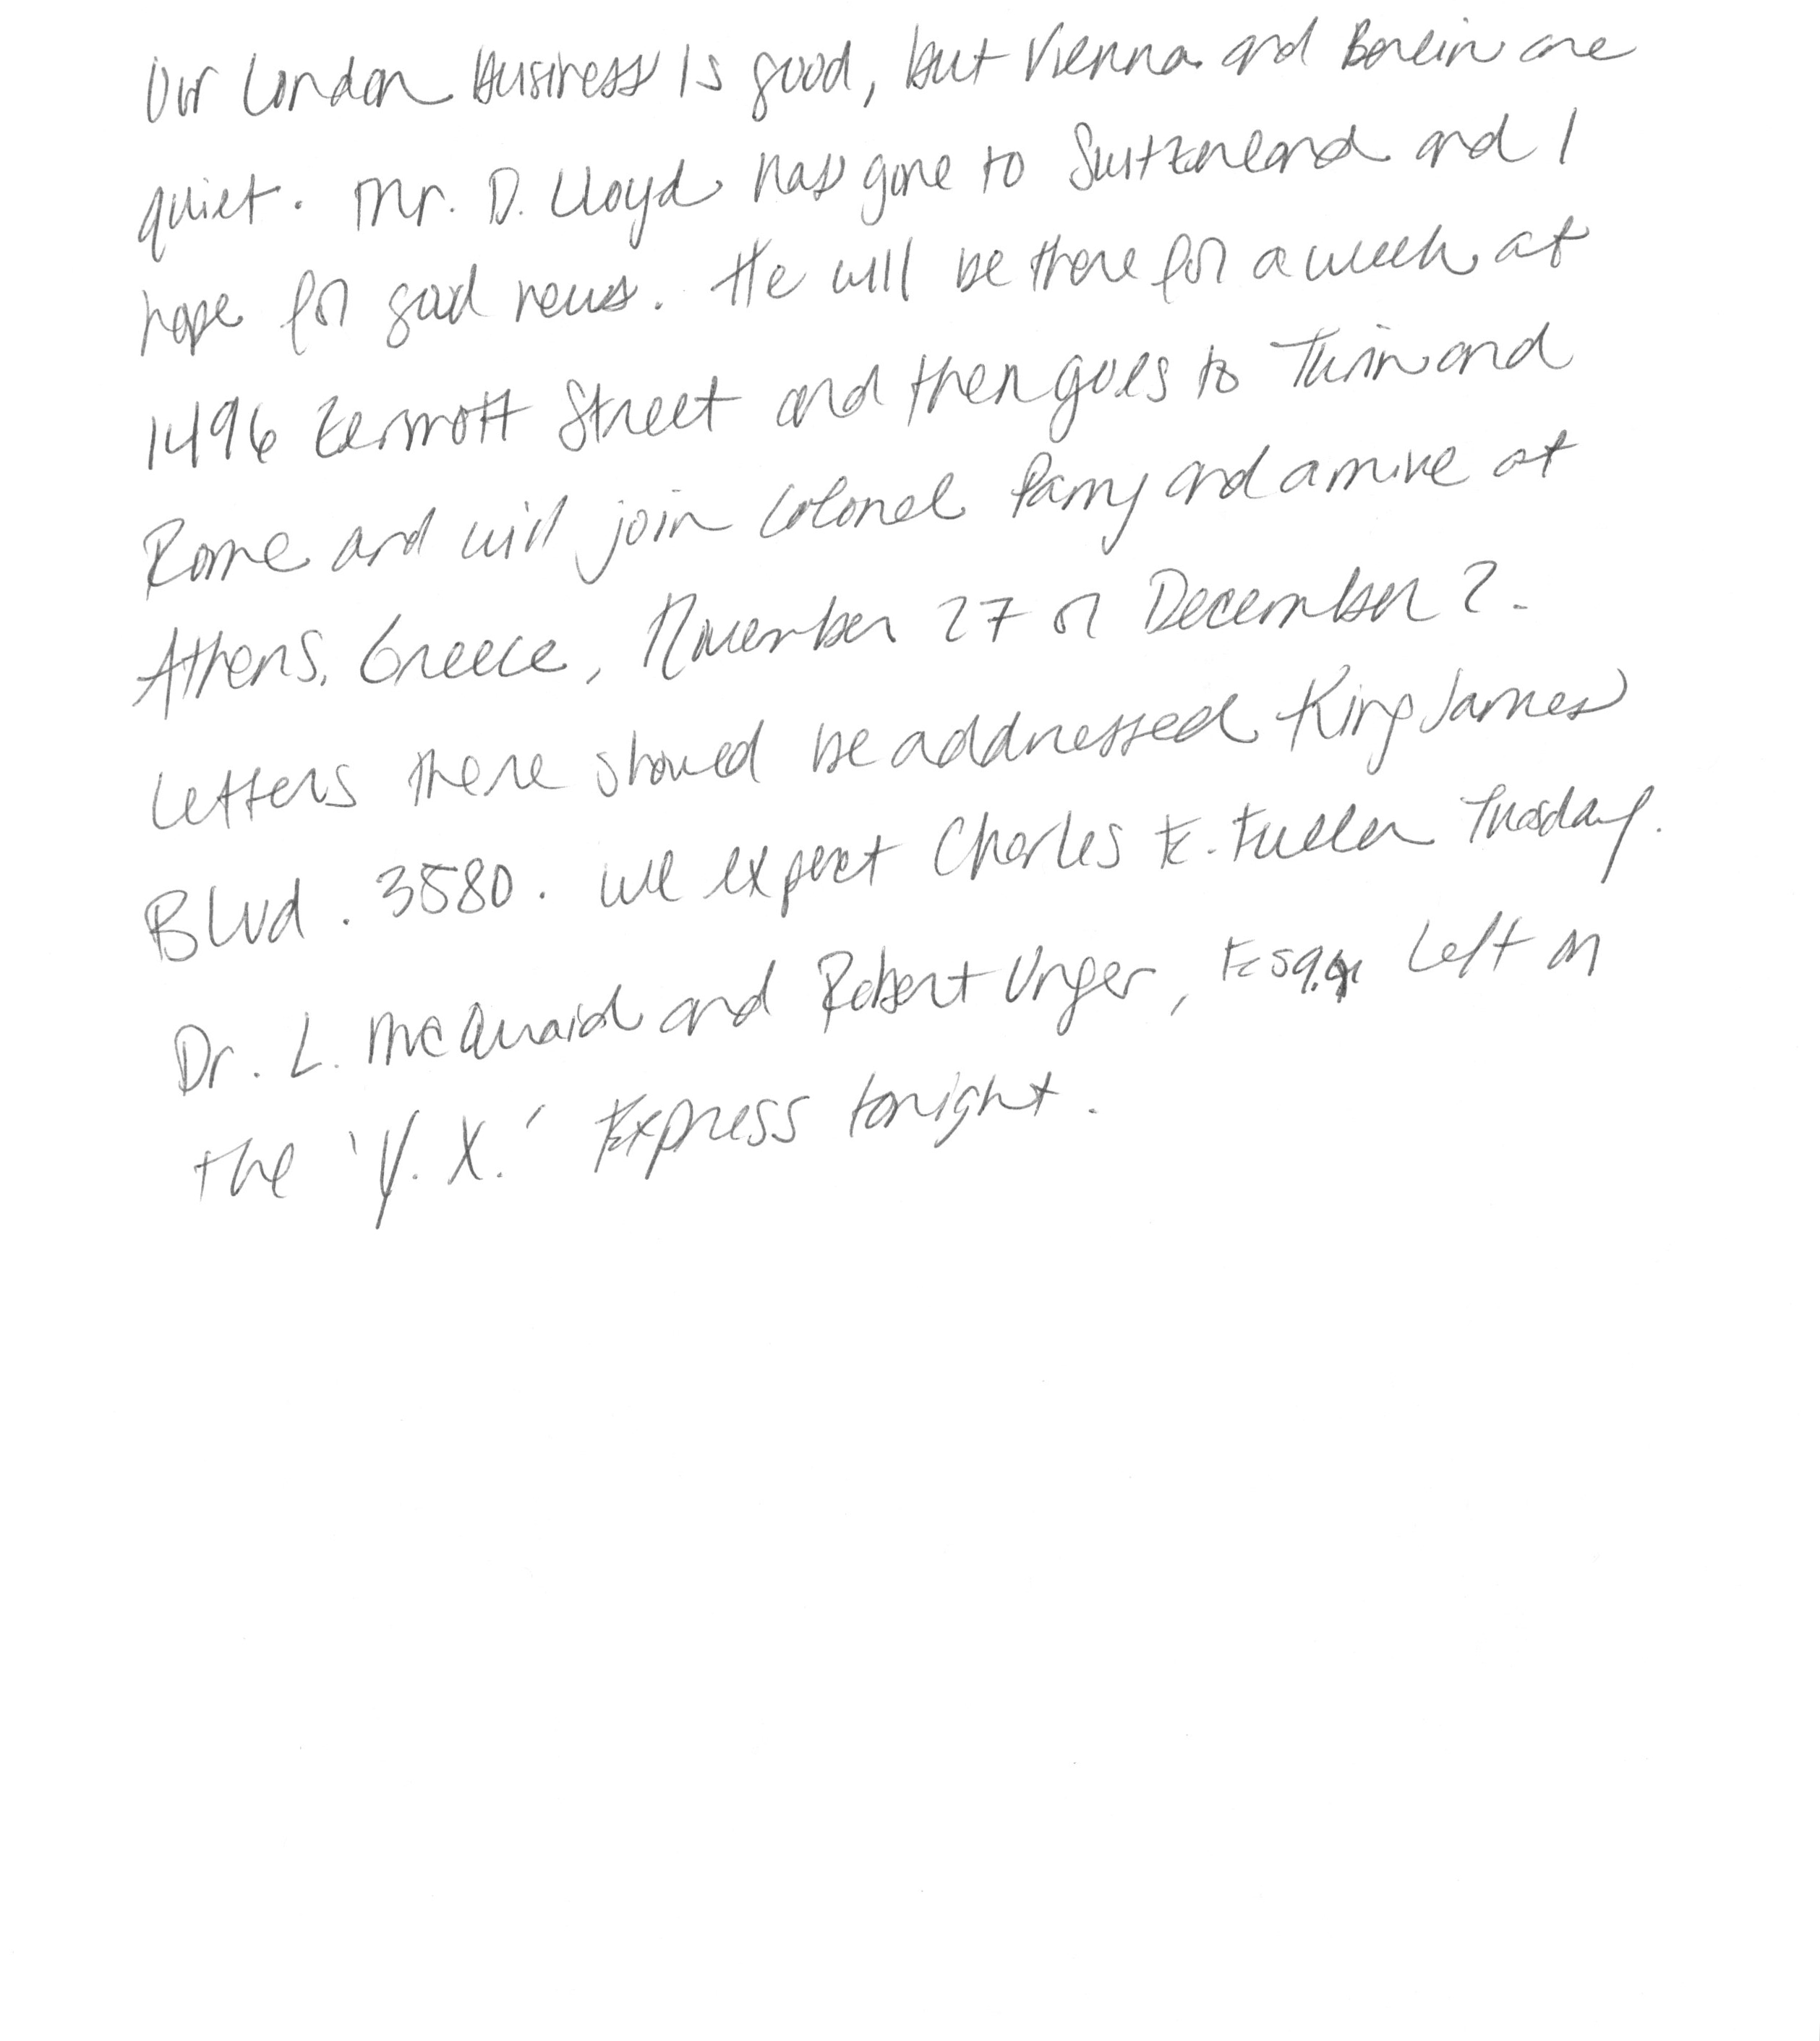 Our London business is good, but Vienna and Berlin are
quiet. Mr. D. Lloyd has gone to Switzerland and I
hope for good news. He will be there for a week at
1496 Zermott Street and then goes to Turin and
Rome and will join Colonel Parry and arrive at
Athens, Greece, November 27 or December 2.
Letters there should be addressed King James
Blvd. 3580. We expect Charles E. Fuller Tuesday.
Dr. L. McQuaid and Robert Unger, Esq., left on
the 'Y. X.' Express tonight.